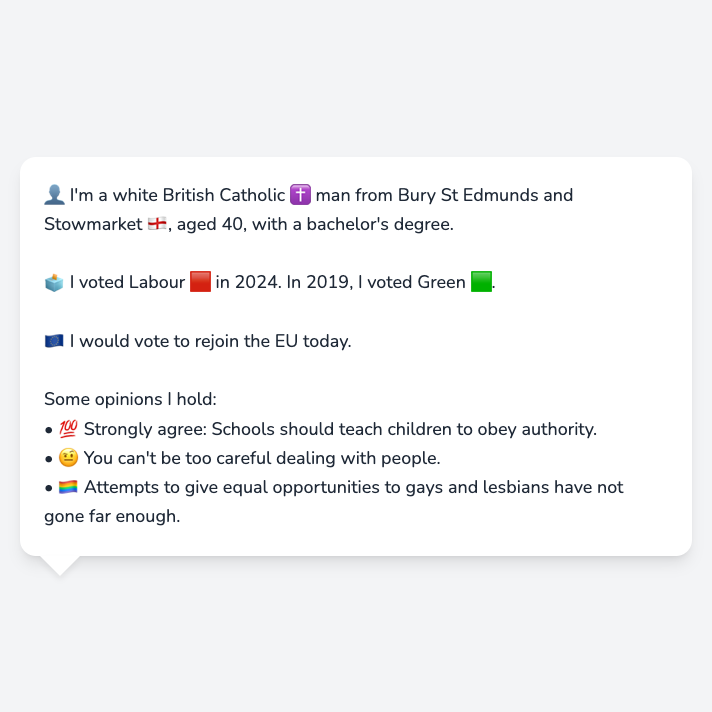 👤 I'm a white British Catholic ✝️ man from Bury St Edmunds and
Stowmarket 🏴󠁧󠁢󠁥󠁮󠁧󠁿, aged 40, with a bachelor's degree.
🗳️ I voted Labour 🟥 in 2024. In 2019, I voted Green 🟩.
🇪🇺 I would vote to rejoin the EU today.
Some opinions I hold:
• 💯 Strongly agree: Schools should teach children to obey authority.
• 🤨 You can't be too careful dealing with people.
• 🏳️‍🌈 Attempts to give equal opportunities to gays and lesbians have not
gone far enough.